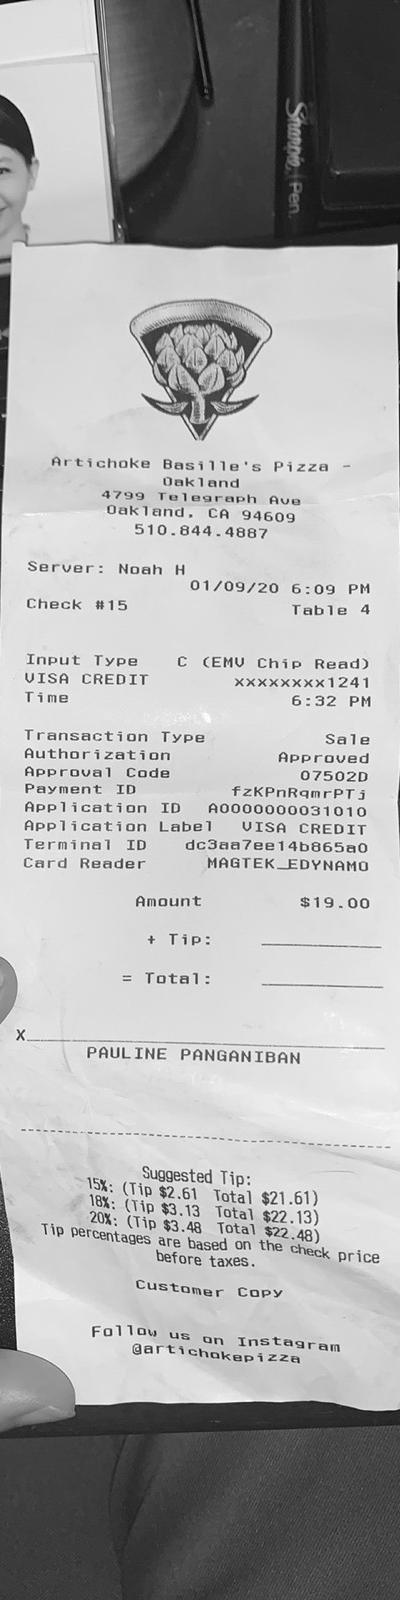 Sharpie. | Pen.
Artichoke Basille's Pizza -
Oakland
4799 Telegraph Ave
Oakland, CA 94609
510.844.4887
Server: Noah H
01/09/20 6:09 PM
Check #15 Table 4
Input Type C (EMV Chip Read)
VISA CREDIT xxxxxxxx1241
Time 6:32 PM
Transaction Type Sale
Authorization Approved
Approval Code 07502D
Payment ID fzKPnRqmrPTj
Application ID A0000000031010
Application Label VISA CREDIT
Terminal ID dc3aa7ee14b865a0
Card Reader MAGTEK_EDYNAMO
Amount $19.00
+ Tip:
= Total:
X
PAULINE PANGANIBAN
Suggested Tip:
15%: (Tip $2.61 Total $21.61)
18%: (Tip $3.13 Total $22.13)
20%: (Tip $3.48 Total $22.48)
Tip percentages are based on the check price
before taxes.
Customer Copy
Follow us on Instagram
@artichokepizza